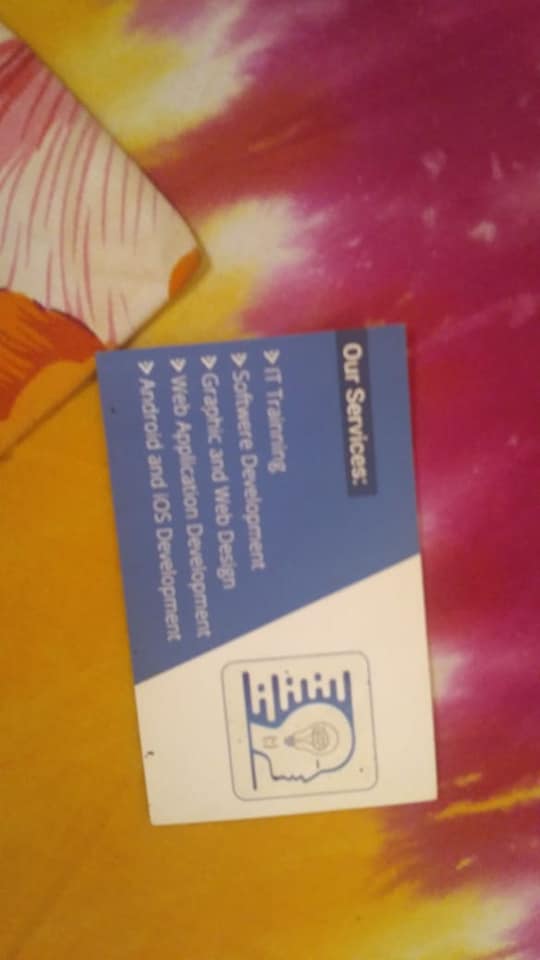 Our Services:
IT Trainning
Softwere Development
Graphic and Web Design
Web Application Development
Android and iOS Development